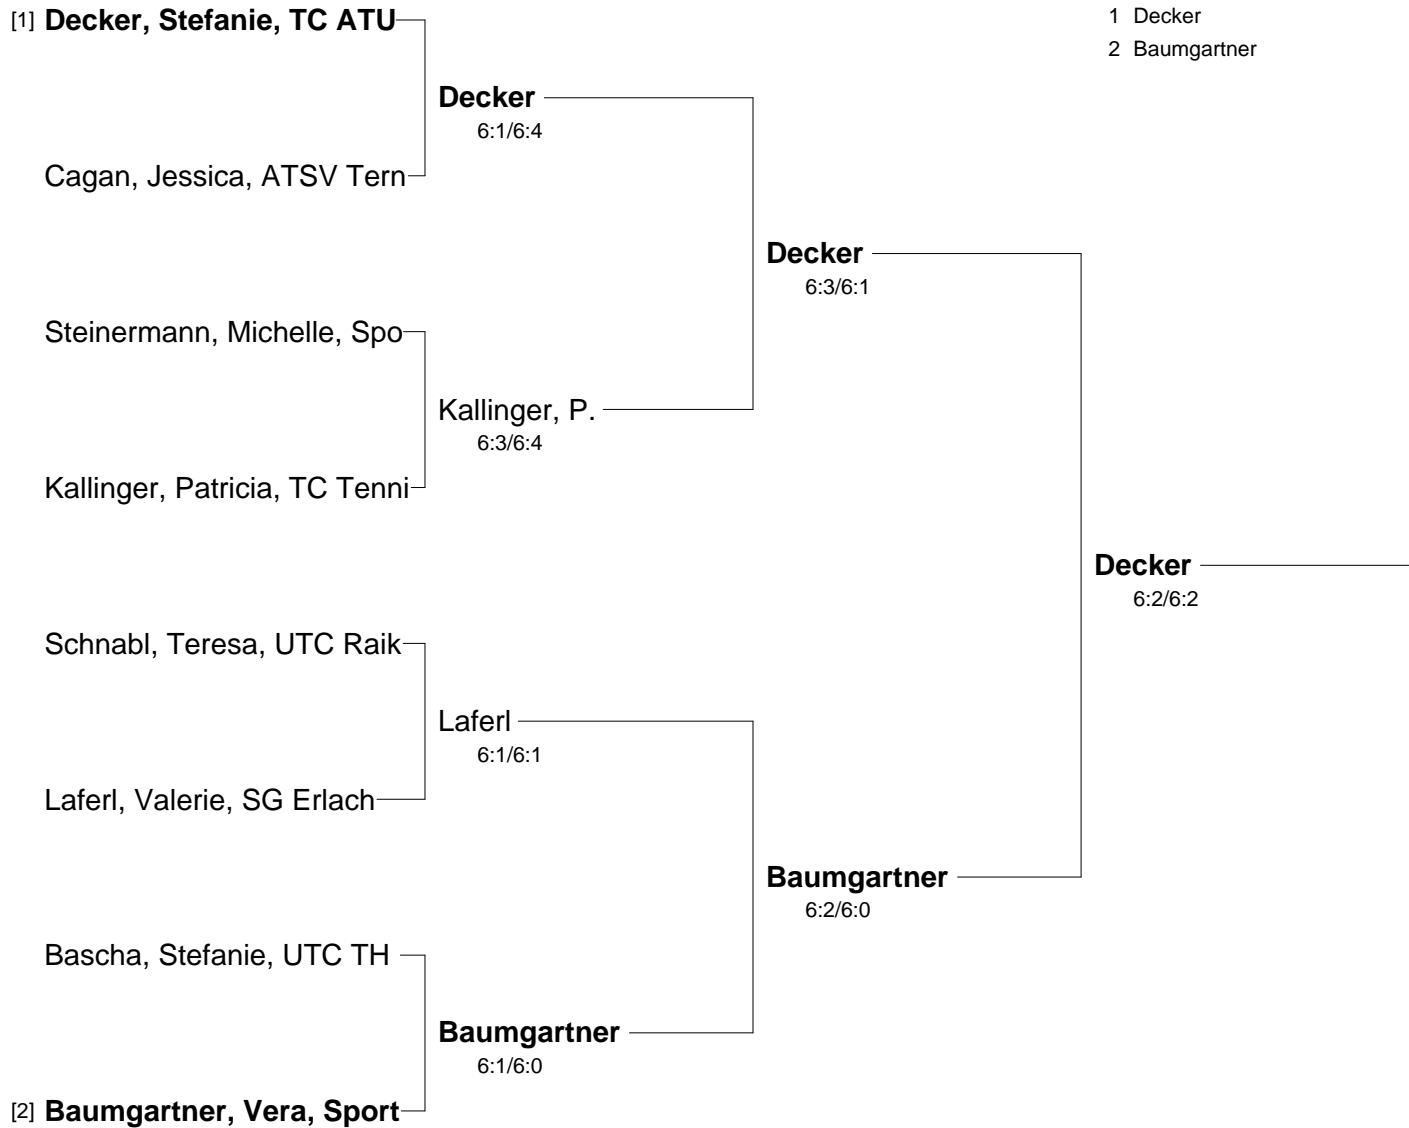 [1] Decker, Stefanie, TC ATU
1 Decker
2 Baumgartner
Decker
6:1/6:4
Cagan, Jessica, ATSV Tern
Decker
6:3/6:1
Steinermann, Michelle, Spo
Kallinger, P.
6:3/6:4
Kallinger, Patricia, TC Tenni
Decker
6:2/6:2
Schnabl, Teresa, UTC Raik
Laferl
6:1/6:1
Laferl, Valerie, SG Erlach
Baumgartner
6:2/6:0
Bascha, Stefanie, UTC TH
Baumgartner
6:1/6:0
[2] Baumgartner, Vera, Sport